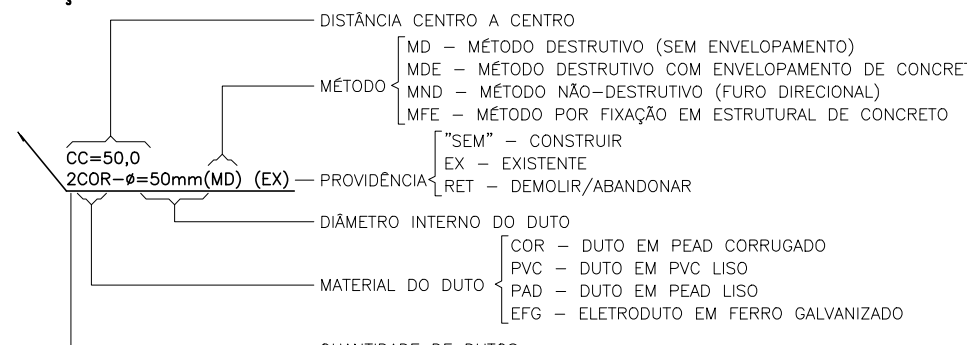 DISTÂNCIA CENTRO A CENTRO
MD – MÉTODO DESTRUTIVO (SEM ENVELOPAMENTO)
MDE – MÉTODO DESTRUTIVO COM ENVELOPAMENTO DE CONCRET
MÉTODO
MND – MÉTODO NÃO-DESTRUTIVO (FURO DIRECIONAL)
MFE – MÉTODO POR FIXAÇÃO EM ESTRUTURAL DE CONCRETO
CC=50,0
2COR-ø=50mm(MD) (EX)
PROVIDÊNCIA
"SEM" – CONSTRUIR
EX – EXISTENTE
RET – DEMOLIR/ABANDONAR
DIÂMETRO INTERNO DO DUTO
MATERIAL DO DUTO
COR – DUTO EM PEAD CORRUGADO
PVC – DUTO EM PVC LISO
PAD – DUTO EM PEAD LISO
EFG – ELETRODUTO EM FERRO GALVANIZADO
QUANTIDADE DE DUTOS